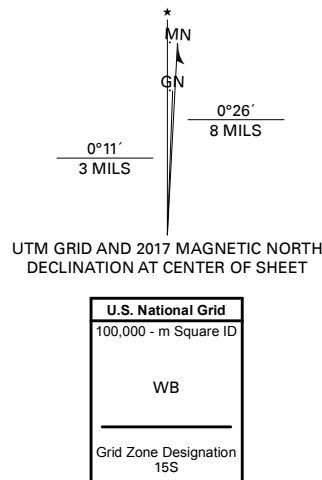 ★
MN
GN
0°26´
8 MILS
0°11´
3 MILS
UTM GRID AND 2017 MAGNETIC NORTH
DECLINATION AT CENTER OF SHEET
U.S. National Grid
100,000 - m Square ID
WB
Grid Zone Designation
15S